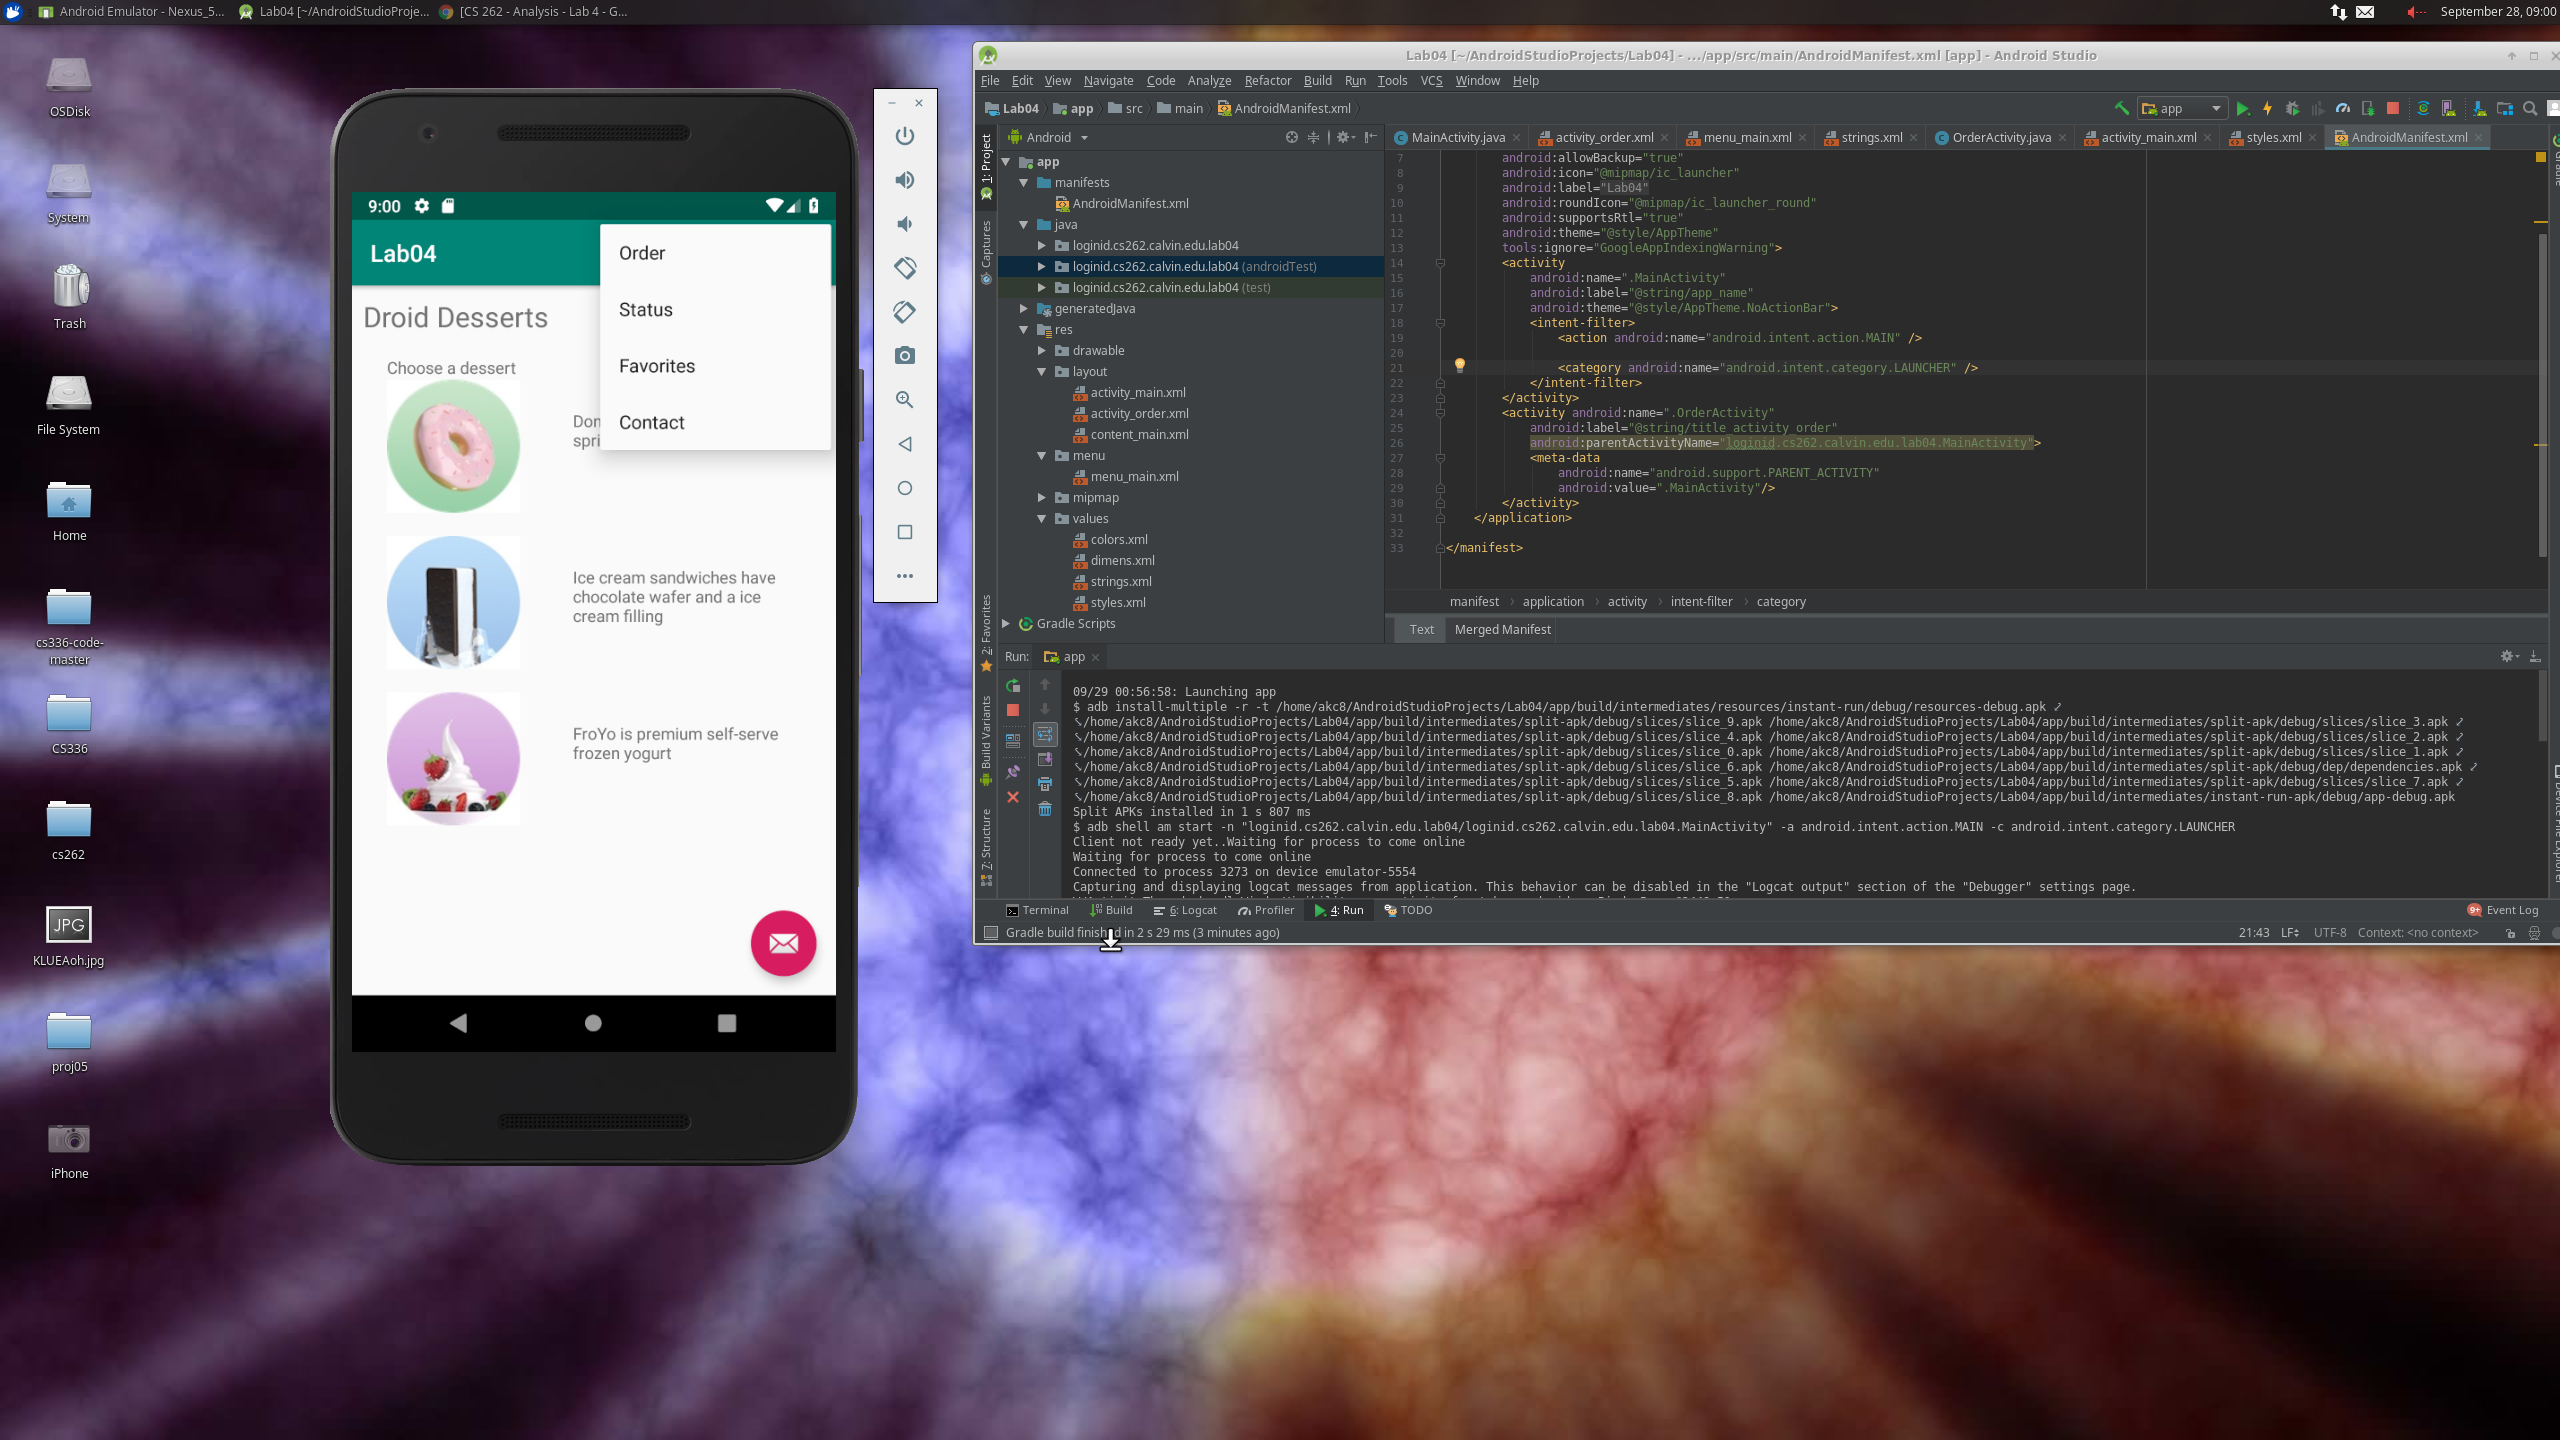 Android Emulator - Nexus_5...
Lab04 [~/AndroidStudioProje...
[CS 262 - Analysis - Lab 4 - G...
September 28, 09:00
OSDisk
System
Trash
File System
Home
cs336-code-
master
CS336
cs262
JPG
KLUEAoh.jpg
proj05
iPhone
9:00
Lab04
Order
Status
Favorites
Contact
Droid Desserts
Choose a dessert
Don
spri
Ice cream sandwiches have
chocolate wafer and a ice
cream filling
FroYo is premium self-serve
frozen yogurt
Lab04 [~/AndroidStudioProjects/Lab04] - .../app/src/main/AndroidManifest.xml [app] - Android Studio
File Edit View Navigate Code Analyze Refactor Build Run Tools VCS Window Help
Lab04 app src main AndroidManifest.xml
app
Android
MainActivity.java activity_order.xml menu_main.xml strings.xml OrderActivity.java activity_main.xml styles.xml AndroidManifest.xml
1: Project
Captures
2: Favorites
Build Variants
7: Structure
app
manifests
AndroidManifest.xml
java
loginid.cs262.calvin.edu.lab04
loginid.cs262.calvin.edu.lab04 (androidTest)
loginid.cs262.calvin.edu.lab04 (test)
generatedJava
res
drawable
layout
activity_main.xml
activity_order.xml
content_main.xml
menu
menu_main.xml
mipmap
values
colors.xml
dimens.xml
strings.xml
styles.xml
Gradle Scripts
7 android:allowBackup="true"
8 android:icon="@mipmap/ic_launcher"
9 android:label="Lab04"
10 android:roundIcon="@mipmap/ic_launcher_round"
11 android:supportsRtl="true"
12 android:theme="@style/AppTheme"
13 tools:ignore="GoogleAppIndexingWarning">
14 <activity
15 android:name=".MainActivity"
16 android:label="@string/app_name"
17 android:theme="@style/AppTheme.NoActionBar">
18 <intent-filter>
19 <action android:name="android.intent.action.MAIN" />
20
21 <category android:name="android.intent.category.LAUNCHER" />
22 </intent-filter>
23 </activity>
24 <activity android:name=".OrderActivity"
25 android:label="@string/title_activity_order"
26 android:parentActivityName="loginid.cs262.calvin.edu.lab04.MainActivity">
27 <meta-data
28 android:name="android.support.PARENT_ACTIVITY"
29 android:value=".MainActivity"/>
30 </activity>
31 </application>
32
33 </manifest>
manifest › application › activity › intent-filter › category
Text Merged Manifest
Run: app
09/29 00:56:58: Launching app
$ adb install-multiple -r -t /home/akc8/AndroidStudioProjects/Lab04/app/build/intermediates/resources/instant-run/debug/resources-debug.apk
/home/akc8/AndroidStudioProjects/Lab04/app/build/intermediates/split-apk/debug/slices/slice_9.apk /home/akc8/AndroidStudioProjects/Lab04/app/build/intermediates/split-apk/debug/slices/slice_3.apk
/home/akc8/AndroidStudioProjects/Lab04/app/build/intermediates/split-apk/debug/slices/slice_4.apk /home/akc8/AndroidStudioProjects/Lab04/app/build/intermediates/split-apk/debug/slices/slice_2.apk
/home/akc8/AndroidStudioProjects/Lab04/app/build/intermediates/split-apk/debug/slices/slice_0.apk /home/akc8/AndroidStudioProjects/Lab04/app/build/intermediates/split-apk/debug/slices/slice_1.apk
/home/akc8/AndroidStudioProjects/Lab04/app/build/intermediates/split-apk/debug/slices/slice_6.apk /home/akc8/AndroidStudioProjects/Lab04/app/build/intermediates/split-apk/debug/dep/dependencies.apk
/home/akc8/AndroidStudioProjects/Lab04/app/build/intermediates/split-apk/debug/slices/slice_5.apk /home/akc8/AndroidStudioProjects/Lab04/app/build/intermediates/split-apk/debug/slices/slice_7.apk
/home/akc8/AndroidStudioProjects/Lab04/app/build/intermediates/split-apk/debug/slices/slice_8.apk /home/akc8/AndroidStudioProjects/Lab04/app/build/intermediates/instant-run-apk/debug/app-debug.apk
Split APKs installed in 1 s 807 ms
$ adb shell am start -n "loginid.cs262.calvin.edu.lab04/loginid.cs262.calvin.edu.lab04.MainActivity" -a android.intent.action.MAIN -c android.intent.category.LAUNCHER
Client not ready yet..Waiting for process to come online
Waiting for process to come online
Connected to process 3273 on device emulator-5554
Capturing and displaying logcat messages from application. This behavior can be disabled in the "Logcat output" section of the "Debugger" settings page.
Terminal Build 6: Logcat Profiler 4: Run TODO
9+ Event Log
Gradle build finished in 2 s 29 ms (3 minutes ago)
21:43 LF UTF-8 Context: <no context>